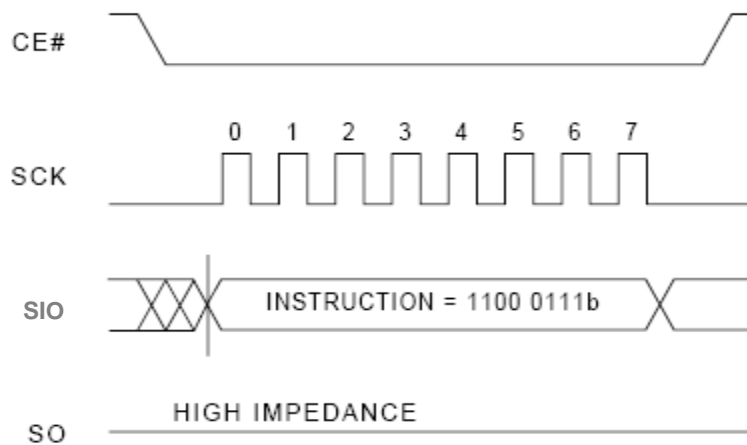 CE#
0 1 2 3 4 5 6 7
SCK
SIO INSTRUCTION = 1100 0111b
HIGH IMPEDANCE
SO